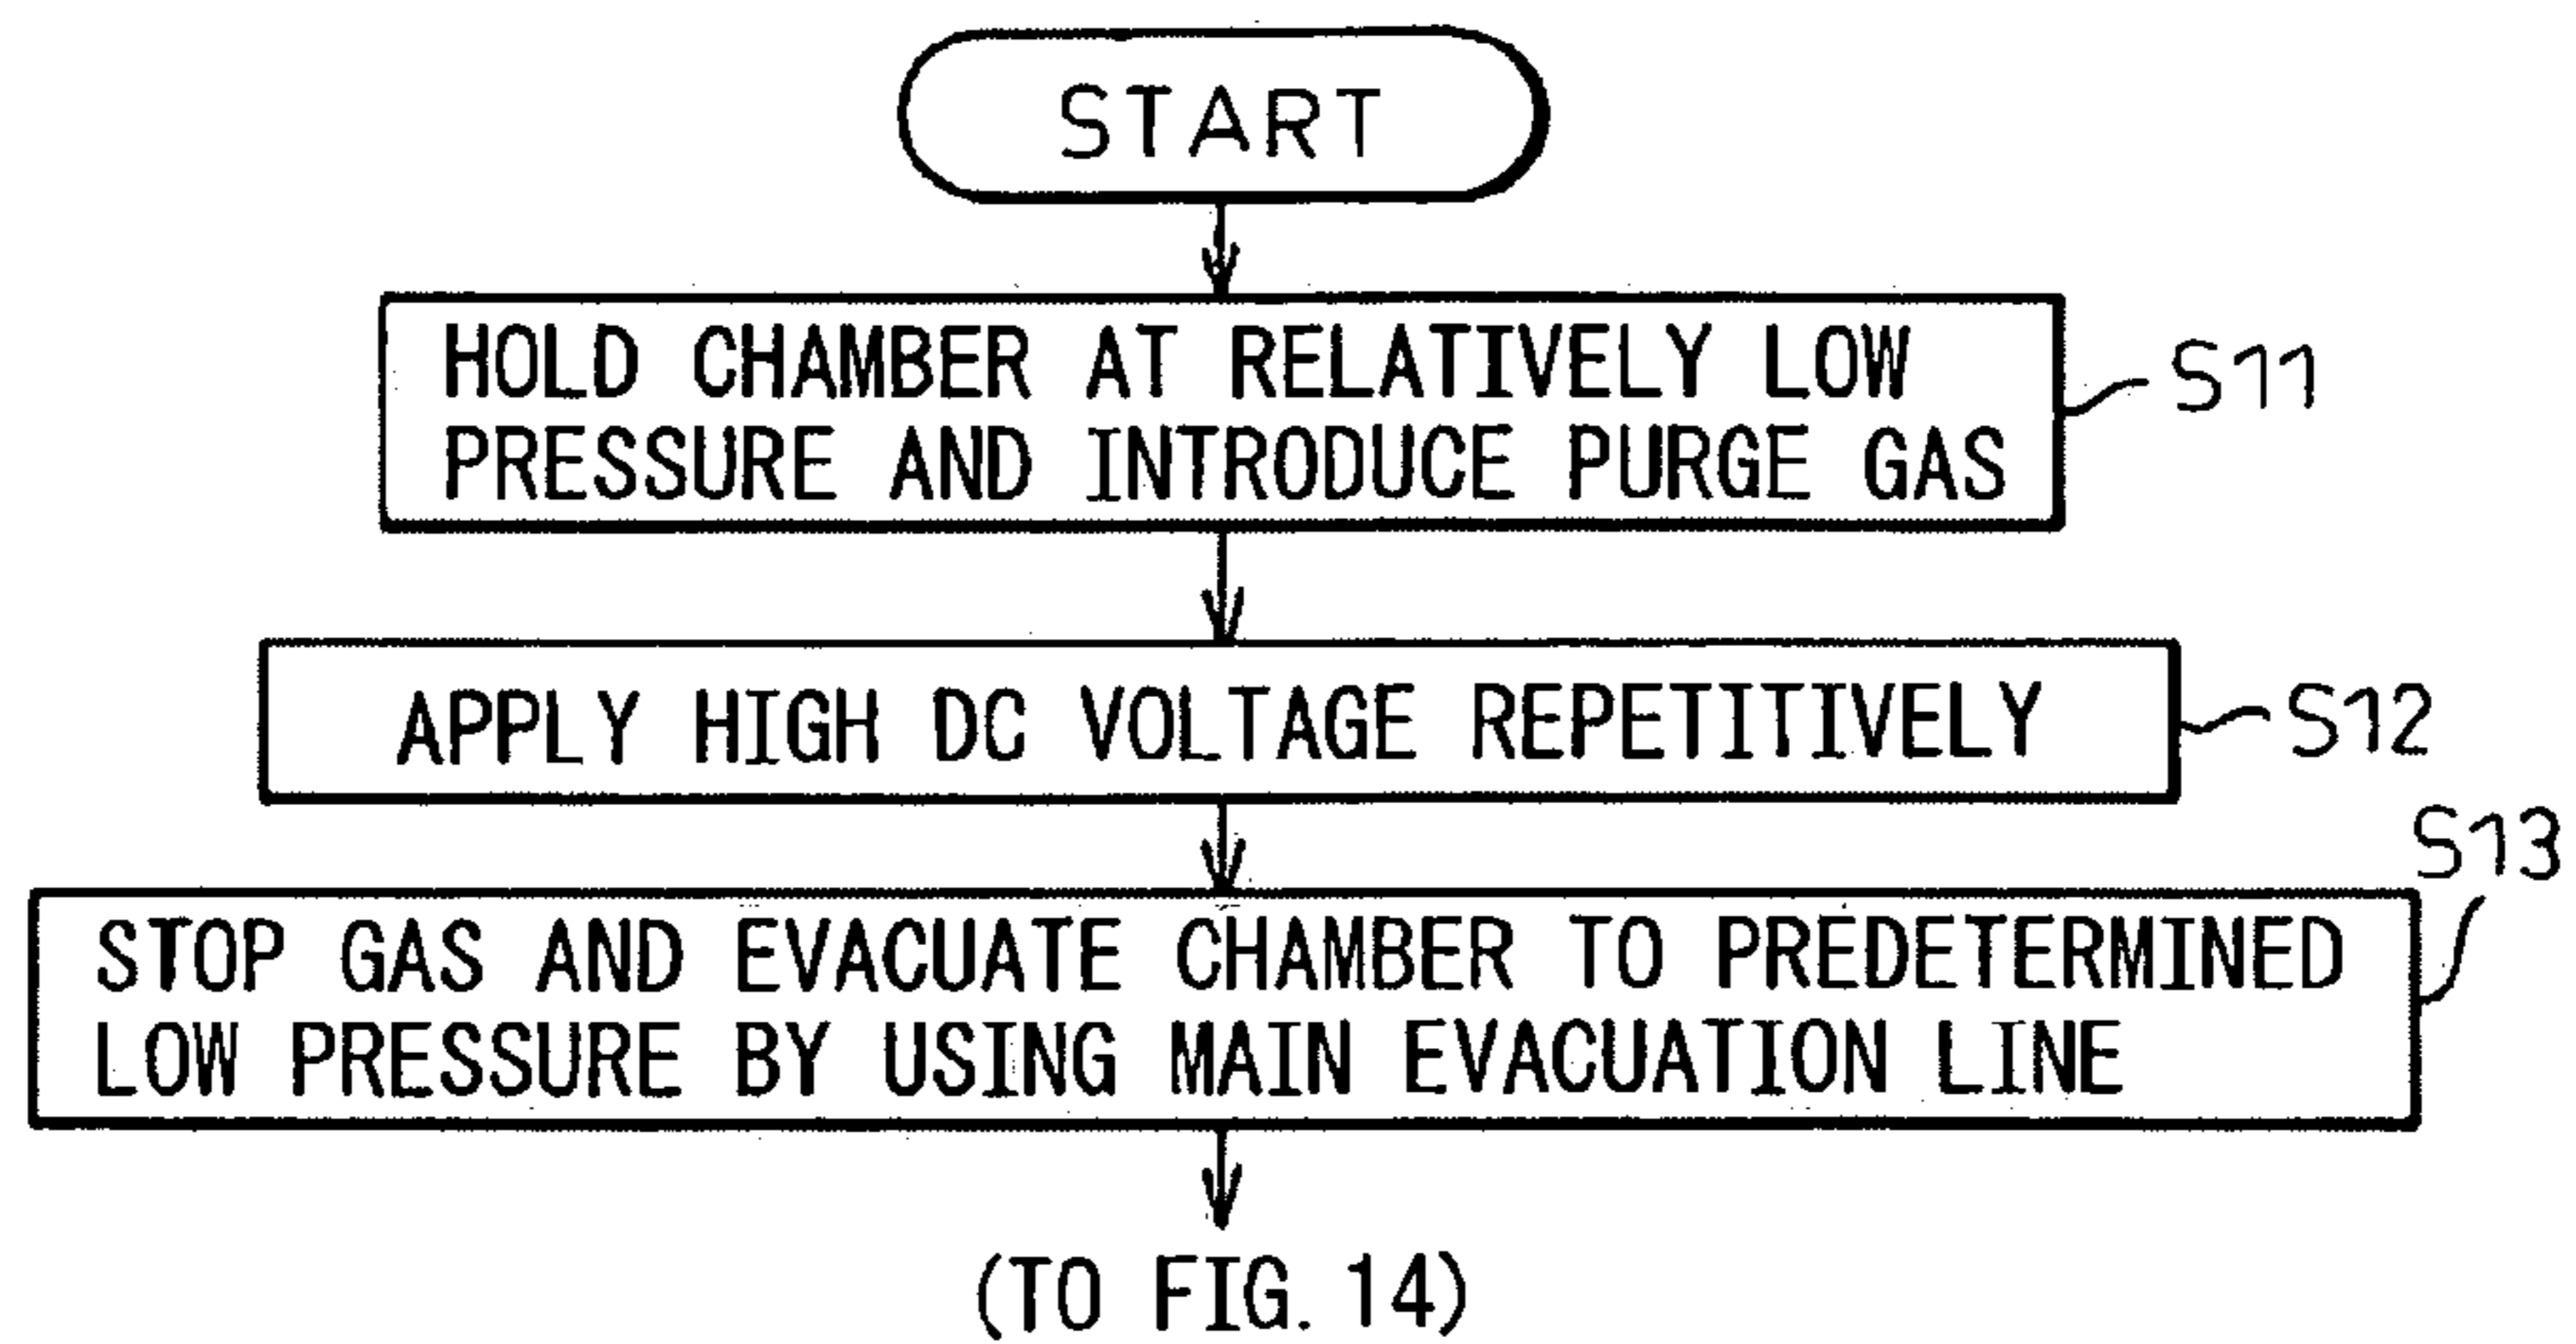 START
HOLD CHAMBER AT RELATIVELY LOW
PRESSURE AND INTRODUCE PURGE GAS
S11
APPLY HIGH DC VOLTAGE REPETITIVELY
S12
S13
STOP GAS AND EVACUATE CHAMBER TO PREDETERMINED
LOW PRESSURE BY USING MAIN EVACUATION LINE
(TO FIG. 14)